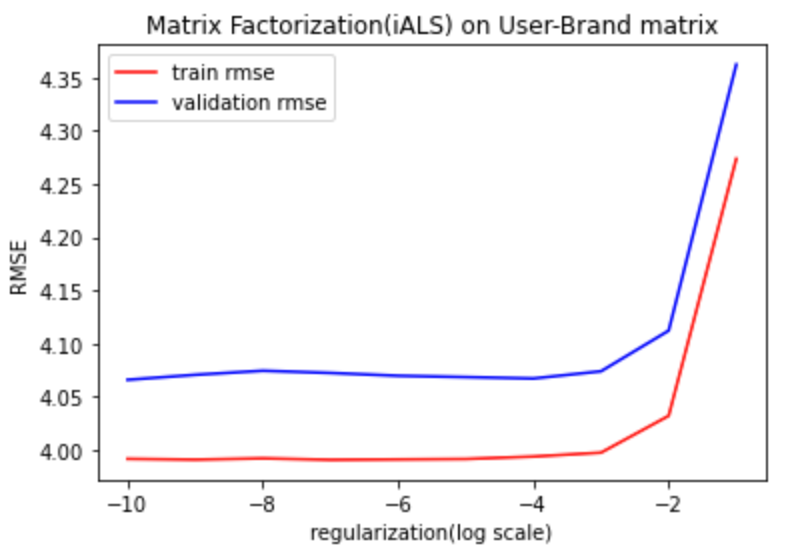 Matrix Factorization(iALS) on User-Brand matrix
train rmse
validation rmse
4.35
4.30
4.25
4.20
4.15
4.10
4.05
4.00
RMSE
−10
−8
−6
−4
−2
regularization(log scale)